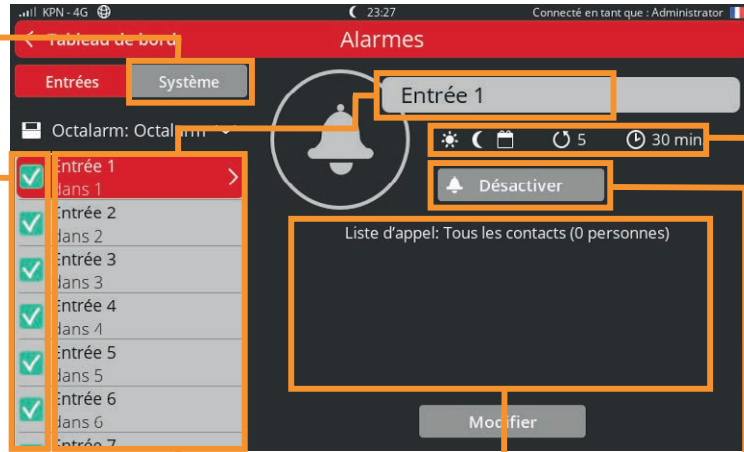 KPN - 4G 23:27 Connecté en tant que : Administrator
Tableau de bord Alarmes
Entrées Système
Octalarm: Octalarm
Entrée 1
5 30 min
Désactiver
Liste d'appel: Tous les contacts (0 personnes)
Entrée 1
dans 1
Entrée 2
dans 2
Entrée 3
dans 3
Entrée 4
dans 4
Entrée 5
dans 5
Entrée 6
dans 6
Entrée 7
Modifier